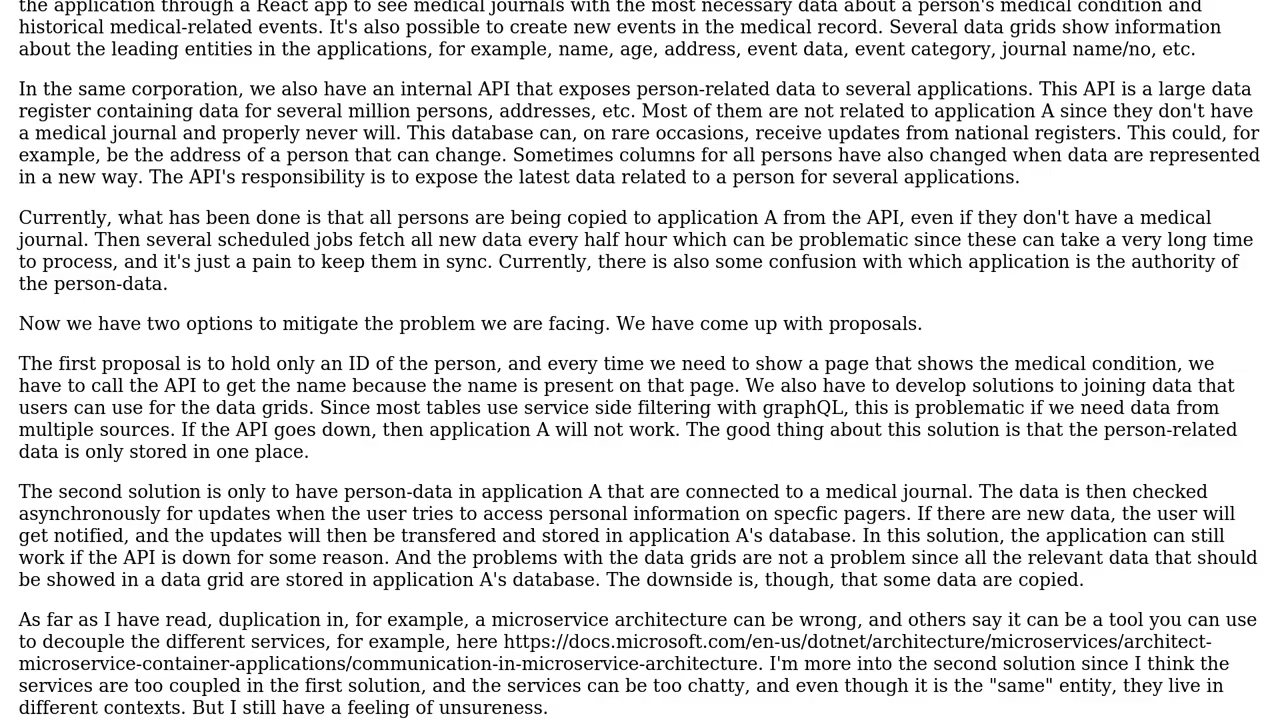 the application through a React app to see medical journals with the most necessary data about a person's medical condition and
historical medical-related events. It's also possible to create new events in the medical record. Several data grids show information
about the leading entities in the applications, for example, name, age, address, event data, event category, journal name/no, etc.
In the same corporation, we also have an internal API that exposes person-related data to several applications. This API is a large data
register containing data for several million persons, addresses, etc. Most of them are not related to application A since they don't have
a medical journal and properly never will. This database can, on rare occasions, receive updates from national registers. This could, for
example, be the address of a person that can change. Sometimes columns for all persons have also changed when data are represented
in a new way. The API's responsibility is to expose the latest data related to a person for several applications.
Currently, what has been done is that all persons are being copied to application A from the API, even if they don't have a medical
journal. Then several scheduled jobs fetch all new data every half hour which can be problematic since these can take a very long time
to process, and it's just a pain to keep them in sync. Currently, there is also some confusion with which application is the authority of
the person-data.
Now we have two options to mitigate the problem we are facing. We have come up with proposals.
The first proposal is to hold only an ID of the person, and every time we need to show a page that shows the medical condition, we
have to call the API to get the name because the name is present on that page. We also have to develop solutions to joining data that
users can use for the data grids. Since most tables use service side filtering with graphQL, this is problematic if we need data from
multiple sources. If the API goes down, then application A will not work. The good thing about this solution is that the person-related
data is only stored in one place.
The second solution is only to have person-data in application A that are connected to a medical journal. The data is then checked
asynchronously for updates when the user tries to access personal information on specfic pagers. If there are new data, the user will
get notified, and the updates will then be transfered and stored in application A's database. In this solution, the application can still
work if the API is down for some reason. And the problems with the data grids are not a problem since all the relevant data that should
be showed in a data grid are stored in application A's database. The downside is, though, that some data are copied.
As far as I have read, duplication in, for example, a microservice architecture can be wrong, and others say it can be a tool you can use
to decouple the different services, for example, here https://docs.microsoft.com/en-us/dotnet/architecture/microservices/architect-
microservice-container-applications/communication-in-microservice-architecture. I'm more into the second solution since I think the
services are too coupled in the first solution, and the services can be too chatty, and even though it is the "same" entity, they live in
different contexts. But I still have a feeling of unsureness.